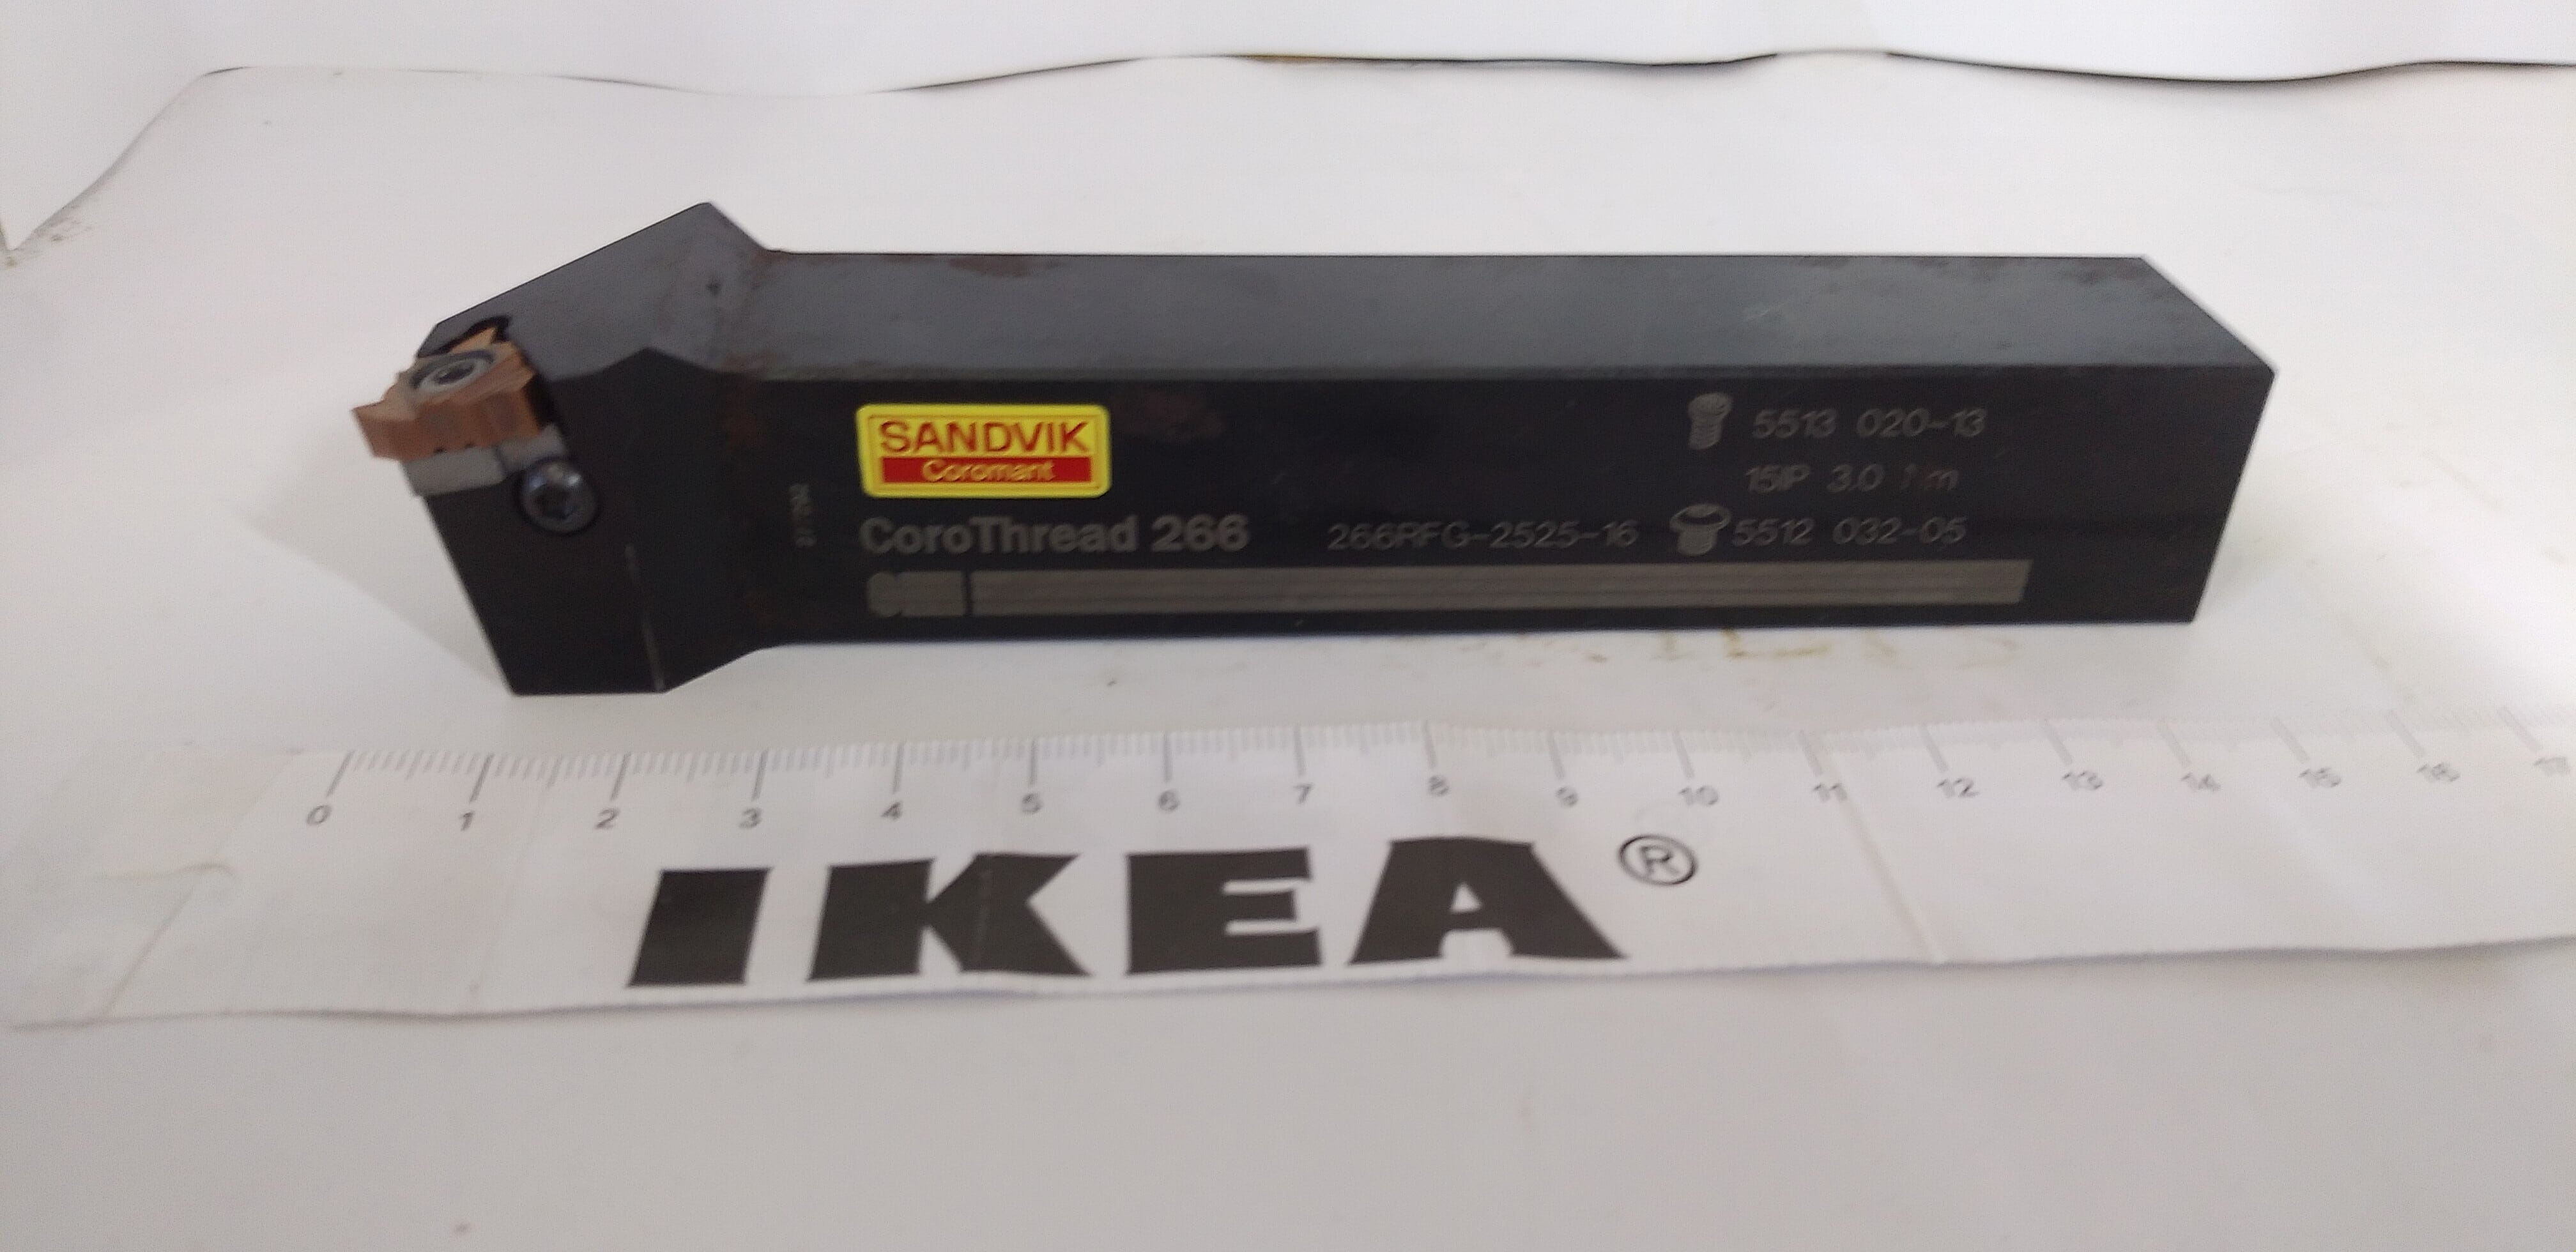 SANDVIK
Coromant
5513 020-13
15IP 3.0 Nm
CoroThread 266
266RFG-2525-16
5512 032-05
0 1 2 3 4 5 6 7 8 9 10 11 12 13 14 15 16 17
IKEA®